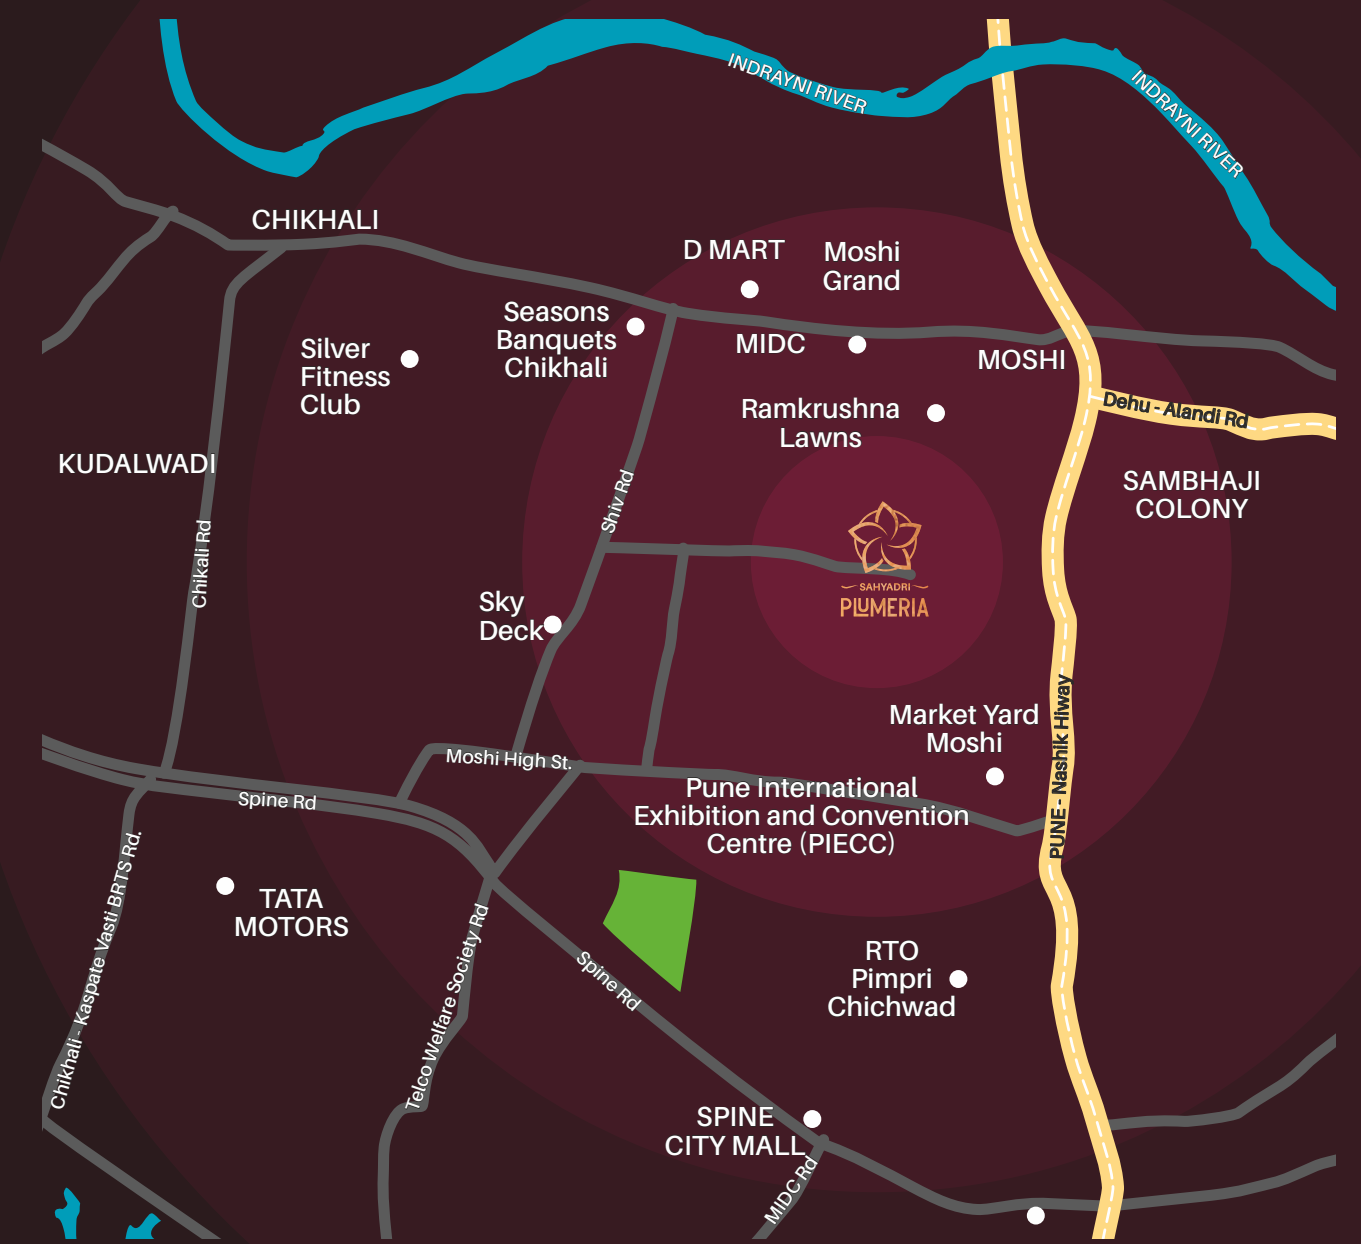 INDRAYNI RIVER
INDRAYNI RIVER
CHIKHALI
D MART
Moshi
Grand
Seasons
Banquets
Chikhali
Silver
Fitness
Club
MIDC
MOSHI
Ramkrushna
Lawns
Dehu - Alandi Rd
KUDALWADI
SAMBHAJI
COLONY
Shiv Rd
Chikali Rd
SAHYADRI
PLUMERIA
Sky
Deck
Market Yard
Moshi
PUNE - Nashik Hiway
Moshi High St.
Pune International
Exhibition and Convention
Centre (PIECC)
Spine Rd
Chikhali - Kaspate Vasti BRTS Rd.
TATA
MOTORS
Telco Welfare Society Rd
Spine Rd
RTO
Pimpri
Chichwad
SPINE
CITY MALL
MIDC Rd